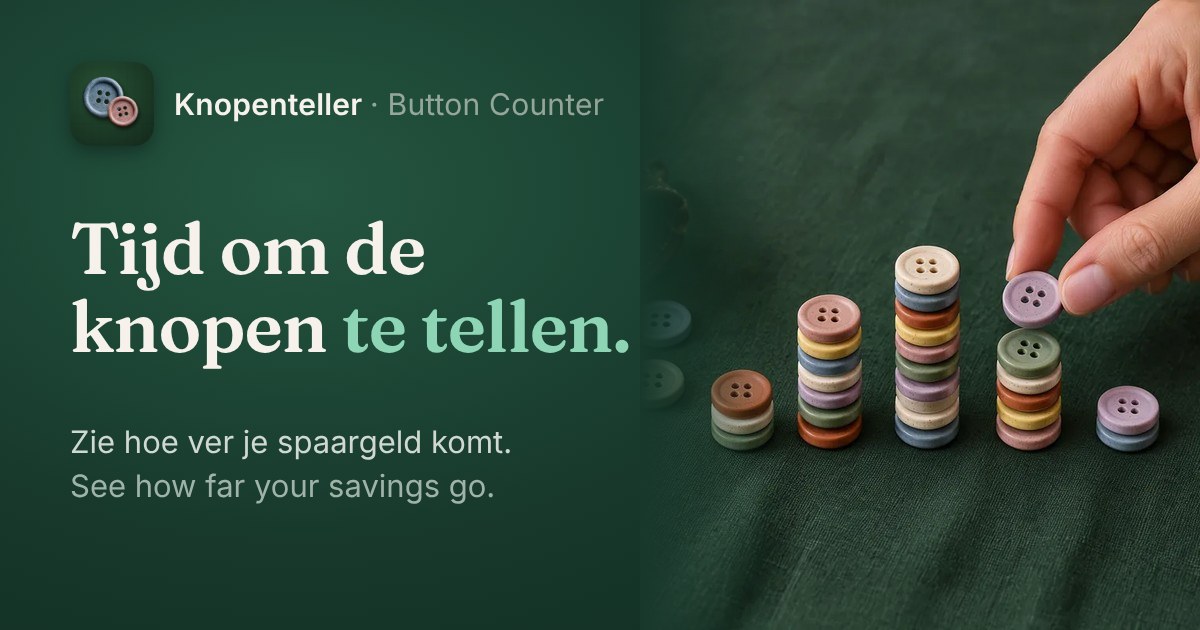 Knopenteller · Button Counter
Tijd om de
knopen te tellen.
Zie hoe ver je spaargeld komt.
See how far your savings go.